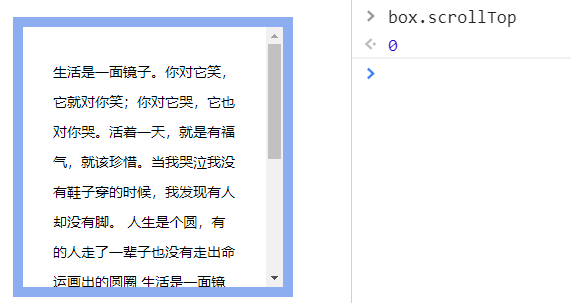 生活是一面镜子。你对它笑，
它就对你笑；你对它哭，它也
对你哭。活着一天，就是有福
气，就该珍惜。当我哭泣我没
有鞋子穿的时候，我发现有人
却没有脚。 人生是个圆，有
的人走了一辈子也没有走出命
运画出的圆圈 生活是一面镜
box.scrollTop
0